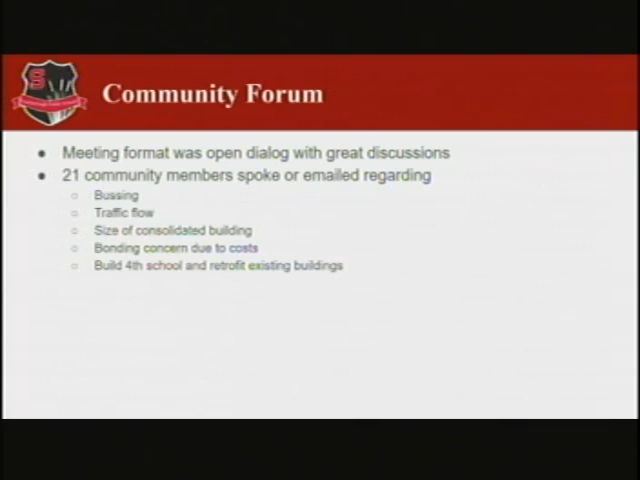 S
Community Forum
Meeting format was open dialog with great discussions
21 community members spoke or emailed regarding
Bussing
Traffic flow
Size of consolidated building
Bonding concern due to costs
Build 4th school and retrofit existing buildings